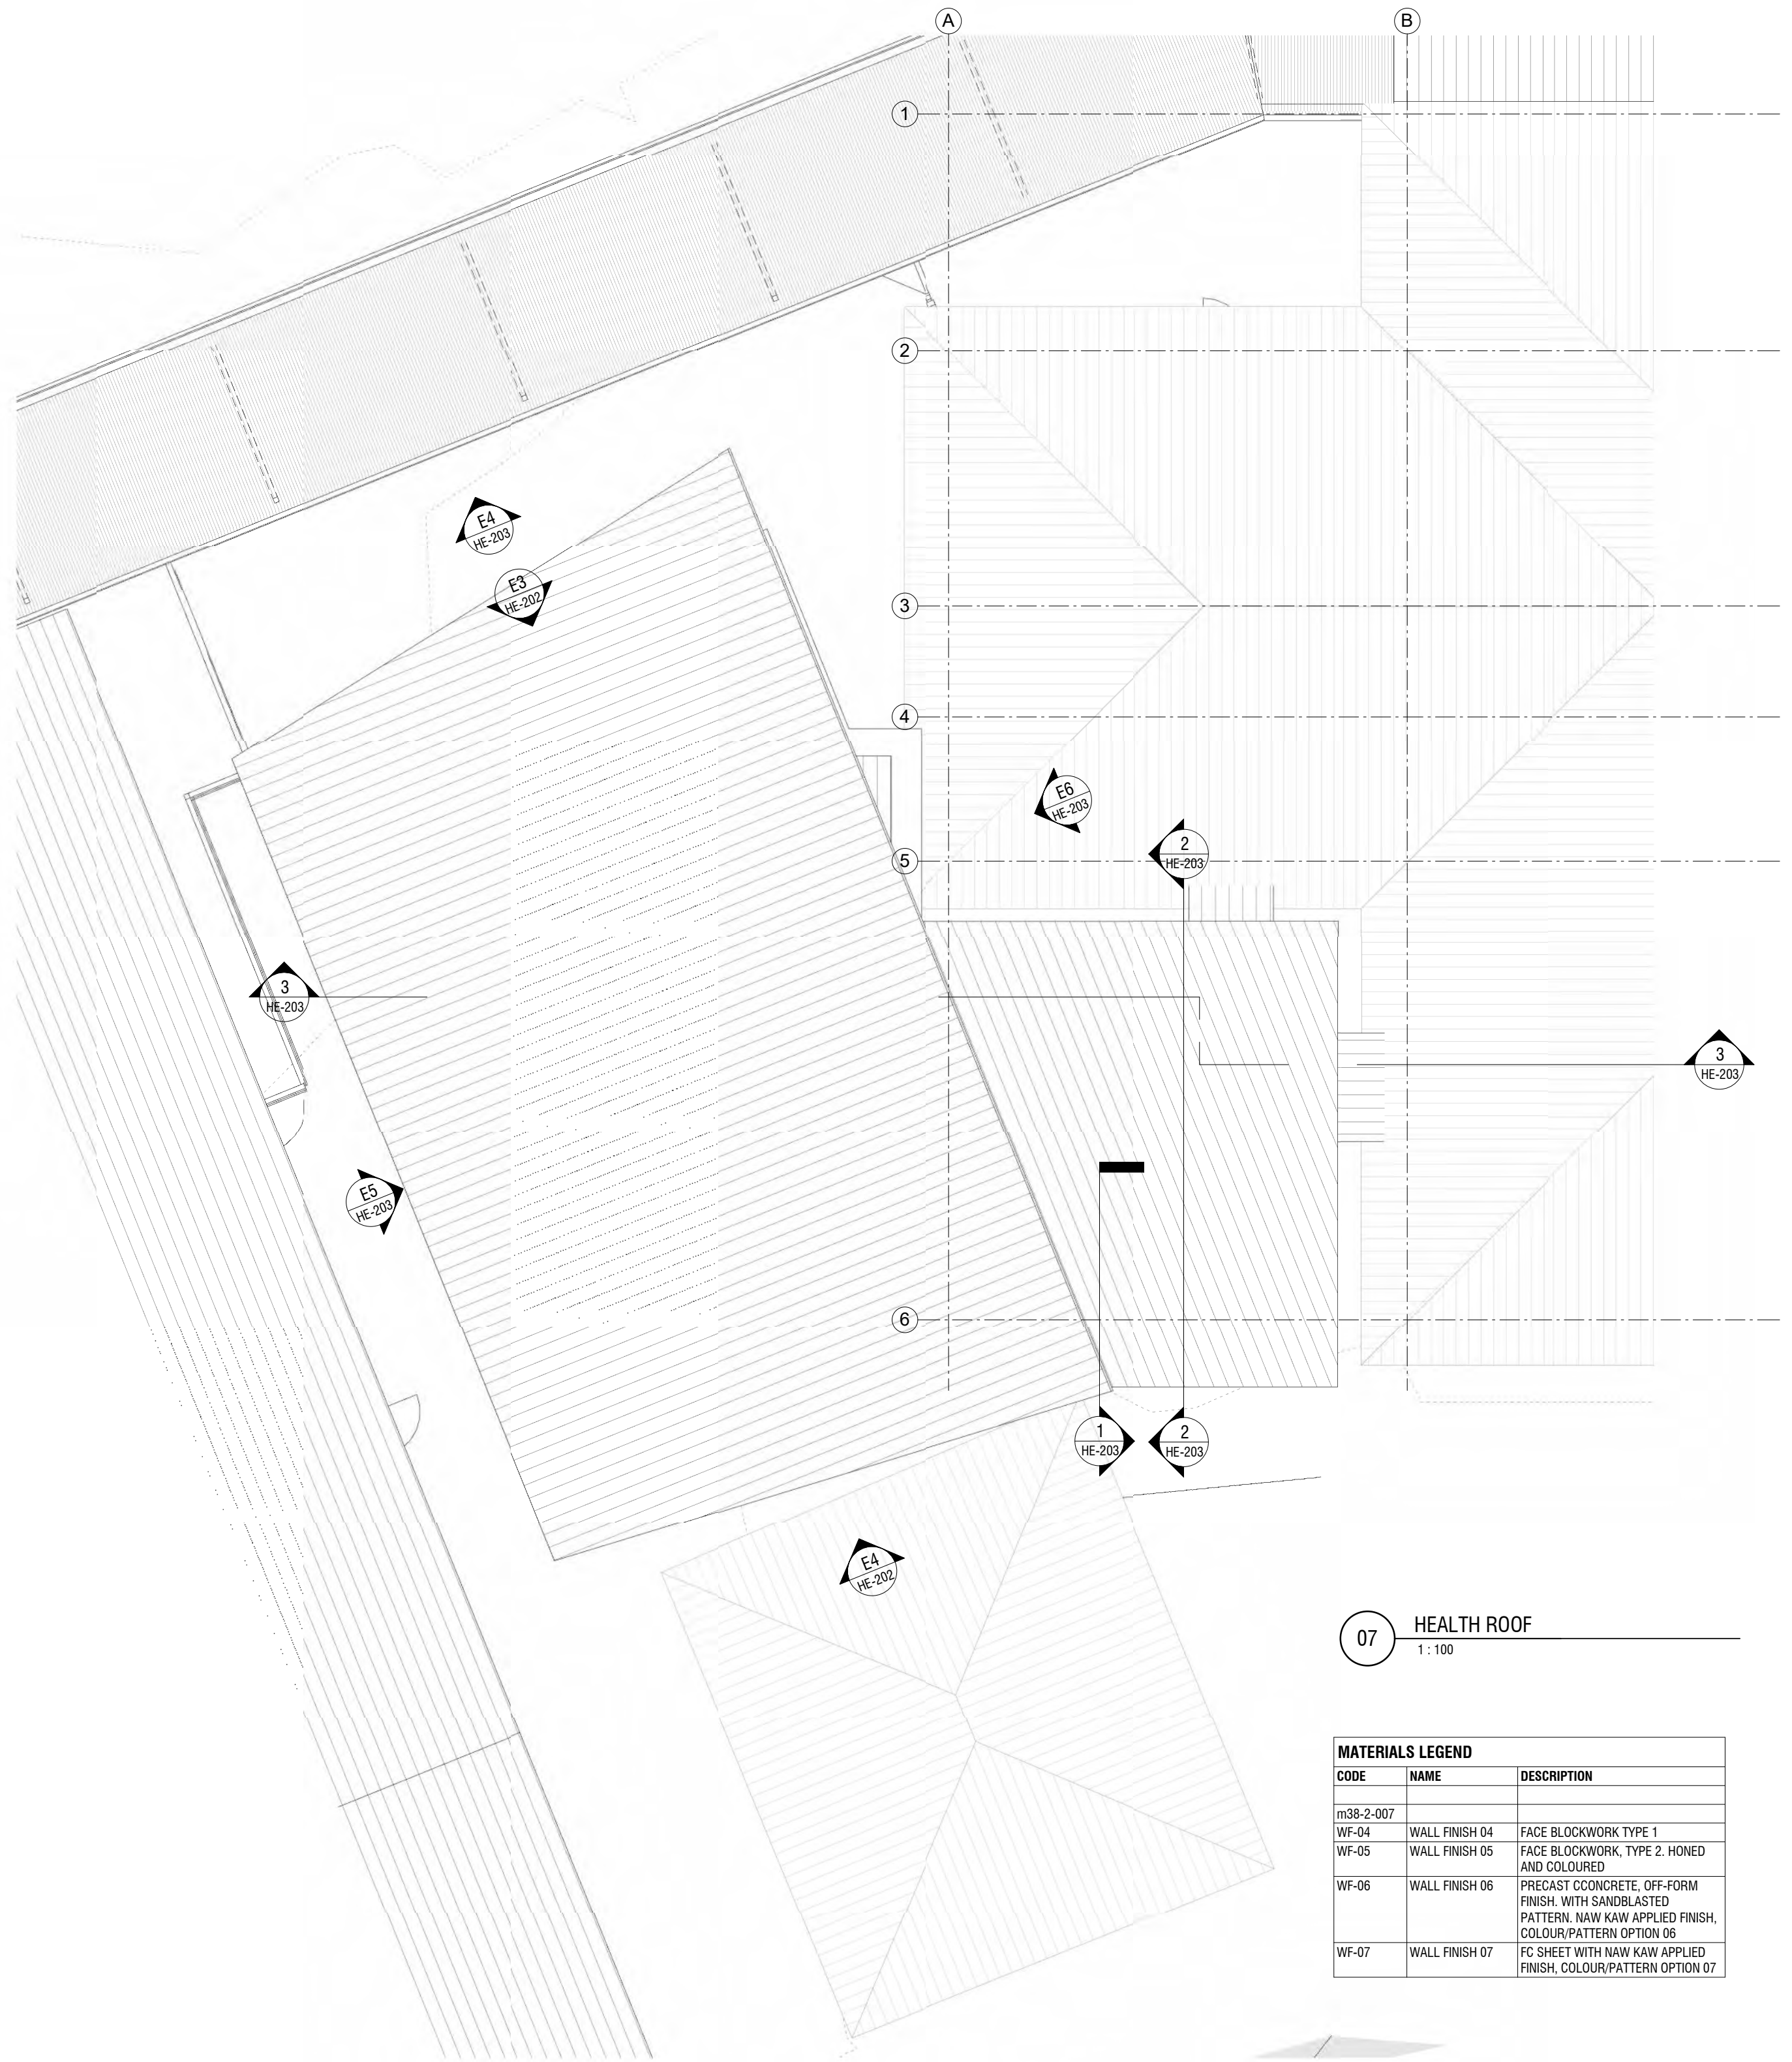 A
B
1
2
3
4
5
6
E4
HE-203
E3
HE-202
E6
HE-203
2
HE-203
3
HE-203
3
HE-203
E5
HE-203
1
HE-203
2
HE-203
E4
HE-202
07
HEALTH ROOF
1 : 100
MATERIALS LEGEND
CODE NAME DESCRIPTION
m38-2-007
WF-04 WALL FINISH 04 FACE BLOCKWORK TYPE 1
WF-05 WALL FINISH 05 FACE BLOCKWORK, TYPE 2. HONED
AND COLOURED
WF-06 WALL FINISH 06 PRECAST CCONCRETE, OFF-FORM
FINISH. WITH SANDBLASTED
PATTERN. NAW KAW APPLIED FINISH,
COLOUR/PATTERN OPTION 06
WF-07 WALL FINISH 07 FC SHEET WITH NAW KAW APPLIED
FINISH, COLOUR/PATTERN OPTION 07